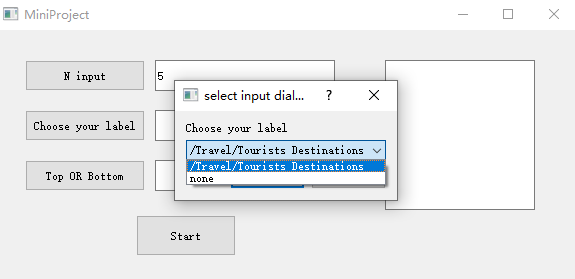 MiniProject
N input
5
select input dial...
?
Choose your label
Choose your label
/Travel/Tourists Destinations
/Travel/Tourists Destinations
none
Top OR Bottom
Start